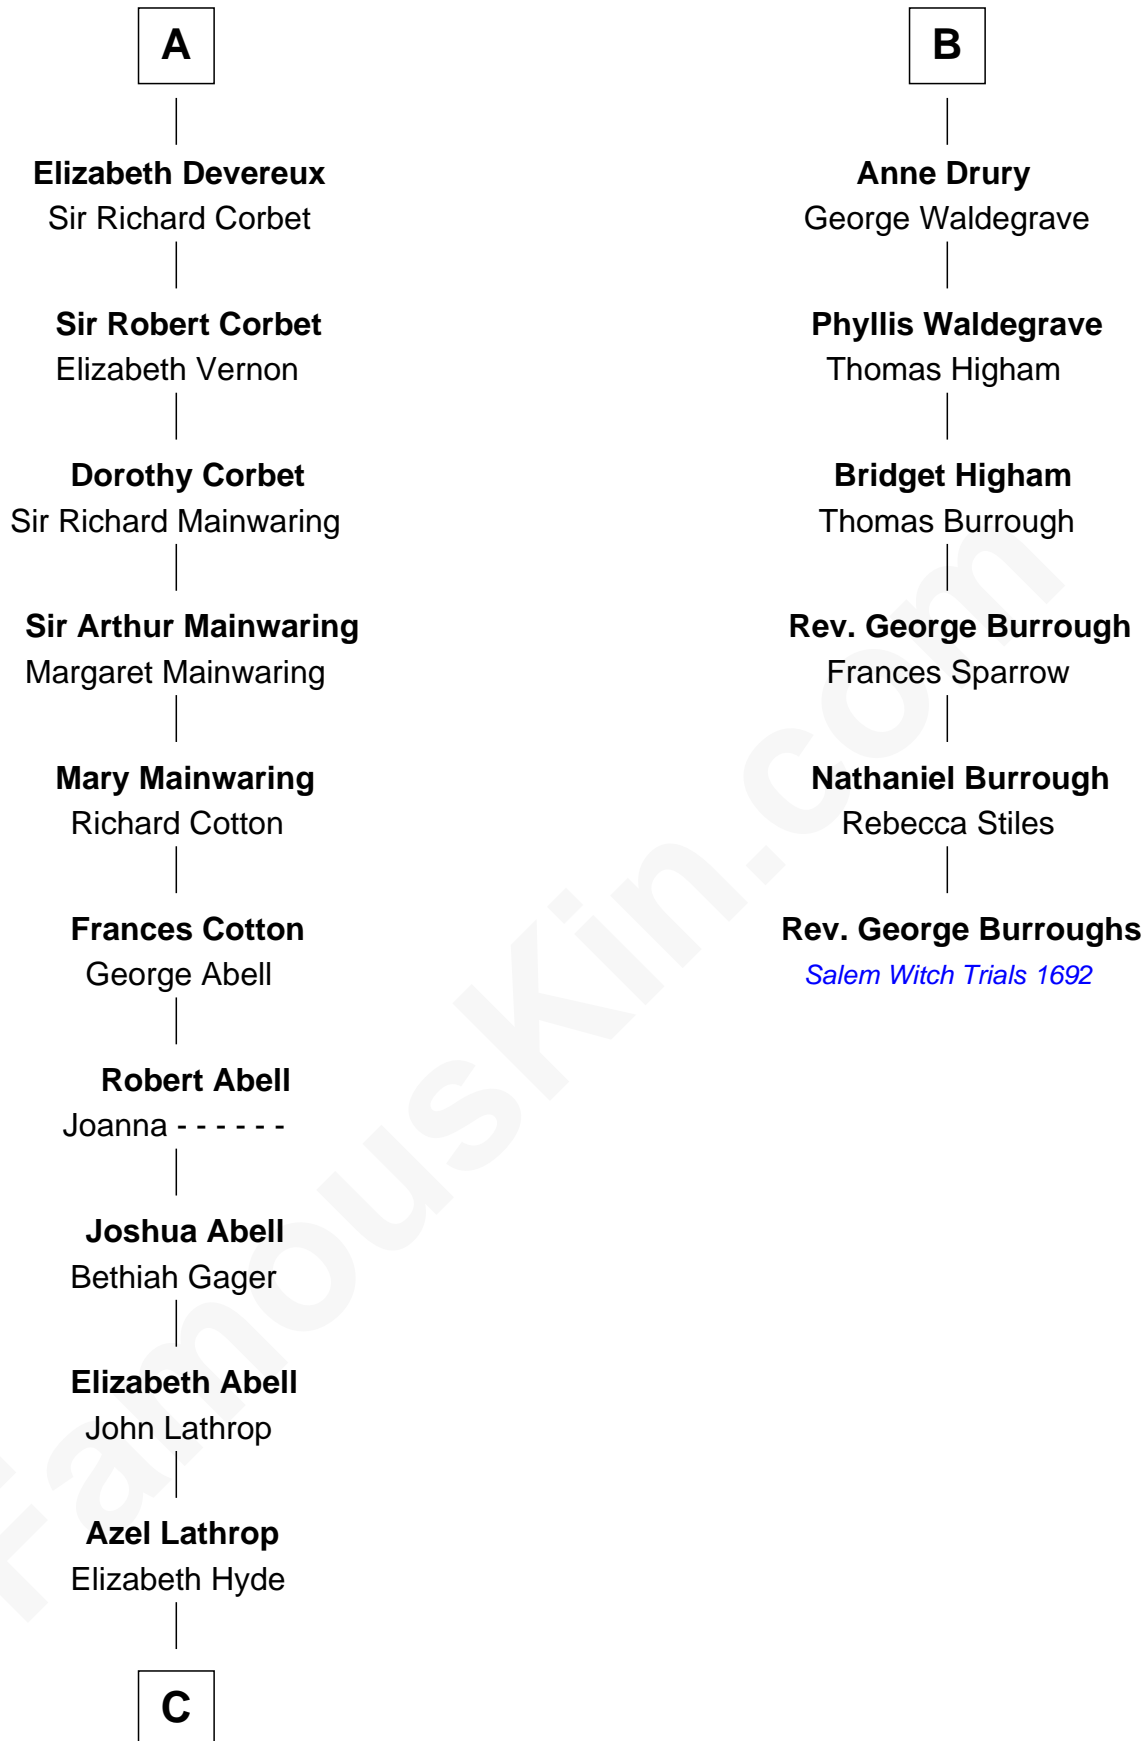 A
Elizabeth Devereux
Sir Richard Corbet
Sir Robert Corbet
Elizabeth Vernon
Dorothy Corbet
Sir Richard Mainwaring
Sir Arthur Mainwaring
Margaret Mainwaring
Mary Mainwaring
Richard Cotton
Frances Cotton
George Abell
Robert Abell
Joanna - - - - - -
Joshua Abell
Bethiah Gager
Elizabeth Abell
John Lathrop
Azel Lathrop
Elizabeth Hyde
C
B
Anne Drury
George Waldegrave
Phyllis Waldegrave
Thomas Higham
Bridget Higham
Thomas Burrough
Rev. George Burrough
Frances Sparrow
Nathaniel Burrough
Rebecca Stiles
Rev. George Burroughs
Salem Witch Trials 1692
FamousKin.com